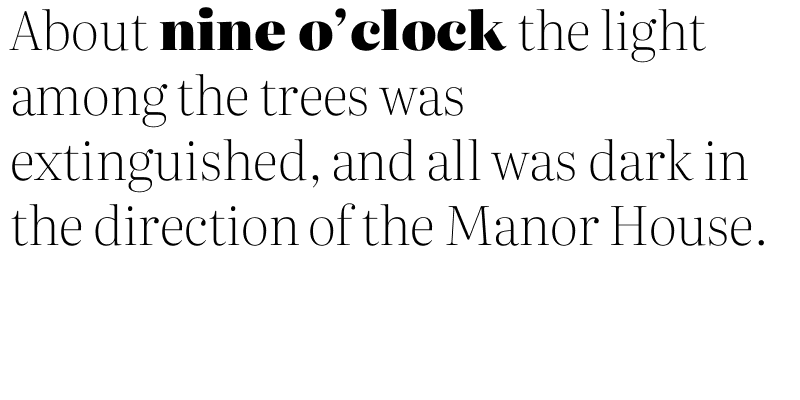 About nine o’clock the light
among the trees was
extinguished, and all was dark in
the direction of the Manor House.